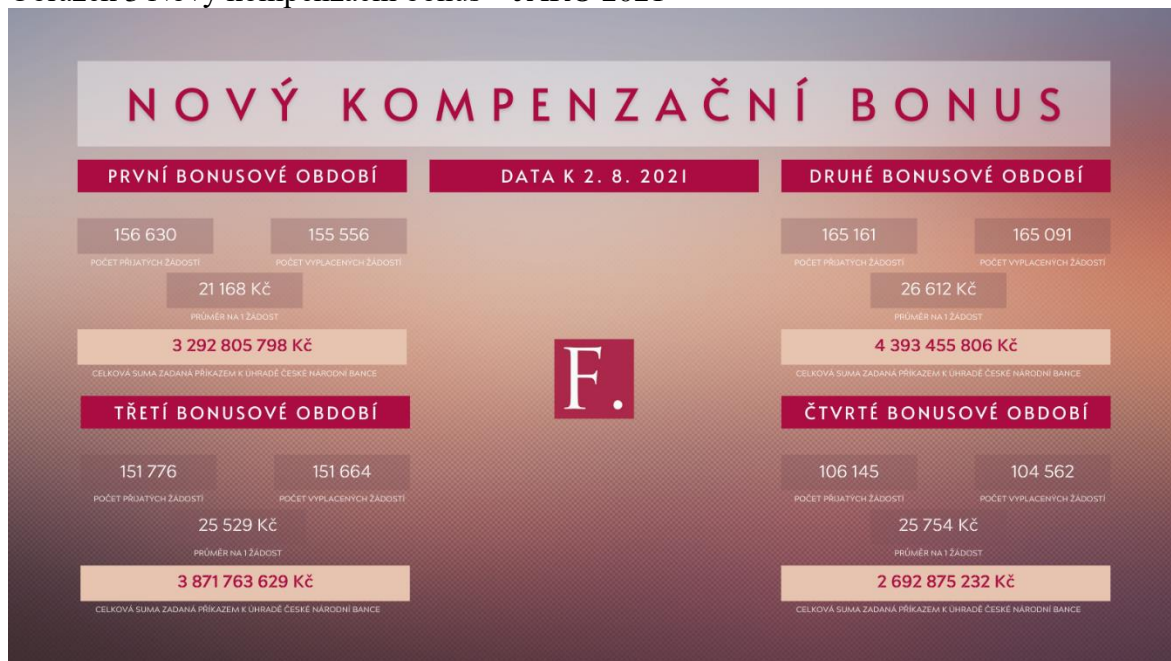 NOVÝ KOMPENZAČNÍ BONUS
PRVNÍ BONUSOVÉ OBDOBÍ
156 630
155 556
POČET PŘIJATÝCH ŽÁDOSTÍ
POČET VYPLACENÝCH ŽÁDOSTÍ
21 168 Kč
PRŮMĚR NA 1 ŽÁDOST
3 292 805 798 Kč
CELKOVÁ SUMA ZADANÁ PŘÍKAZEM K ÚHRADĚ ČESKÉ NÁRODNÍ BANCE
DATA K 2. 8. 2021
DRUHÉ BONUSOVÉ OBDOBÍ
165 161
165 091
POČET PŘIJATÝCH ŽÁDOSTÍ
POČET VYPLACENÝCH ŽÁDOSTÍ
26 612 Kč
PRŮMĚR NA 1 ŽÁDOST
4 393 455 806 Kč
CELKOVÁ SUMA ZADANÁ PŘÍKAZEM K ÚHRADĚ ČESKÉ NÁRODNÍ BANCE
F.
TŘETÍ BONUSOVÉ OBDOBÍ
151 776
151 664
POČET PŘIJATÝCH ŽÁDOSTÍ
POČET VYPLACENÝCH ŽÁDOSTÍ
25 529 Kč
PRŮMĚR NA 1 ŽÁDOST
3 871 763 629 Kč
CELKOVÁ SUMA ZADANÁ PŘÍKAZEM K ÚHRADĚ ČESKÉ NÁRODNÍ BANCE
ČTVRTÉ BONUSOVÉ OBDOBÍ
106 145
104 562
POČET PŘIJATÝCH ŽÁDOSTÍ
POČET VYPLACENÝCH ŽÁDOSTÍ
25 754 Kč
PRŮMĚR NA 1 ŽÁDOST
2 692 875 232 Kč
CELKOVÁ SUMA ZADANÁ PŘÍKAZEM K ÚHRADĚ ČESKÉ NÁRODNÍ BANCE